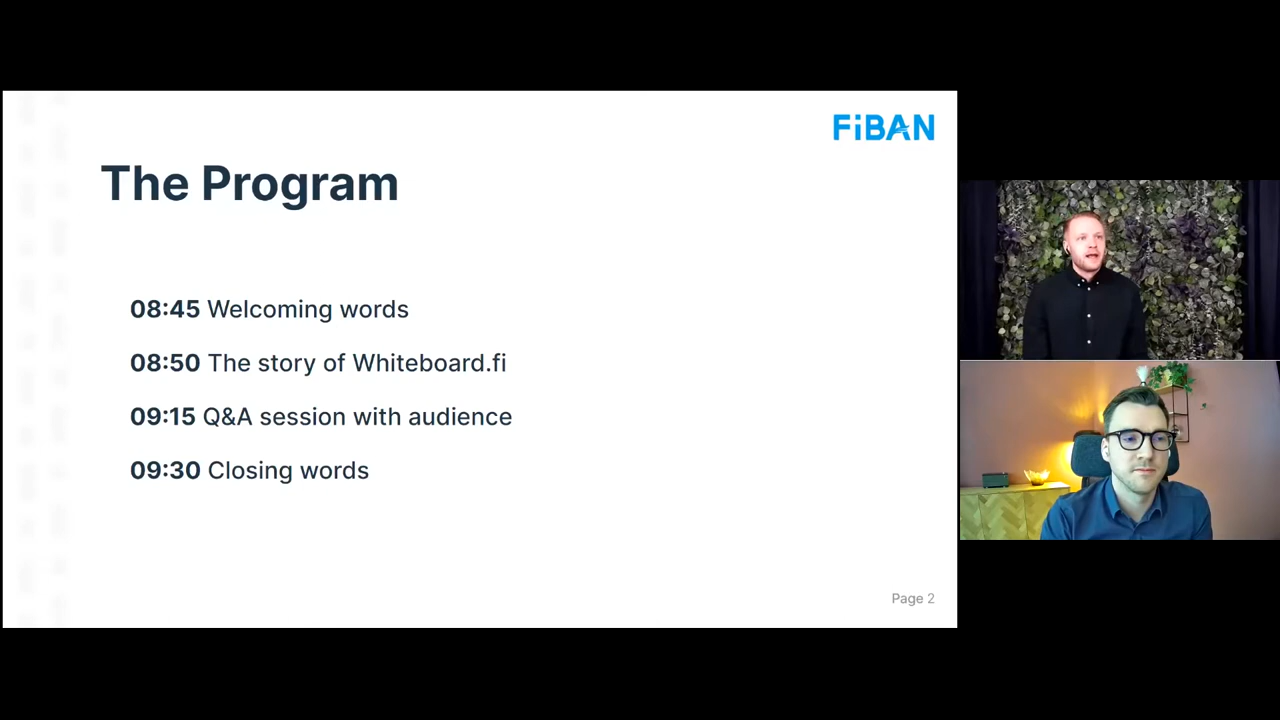 FiBAN
The Program
08:45 Welcoming words
08:50 The story of Whiteboard.fi
09:15 Q&A session with audience
09:30 Closing words
Page 2